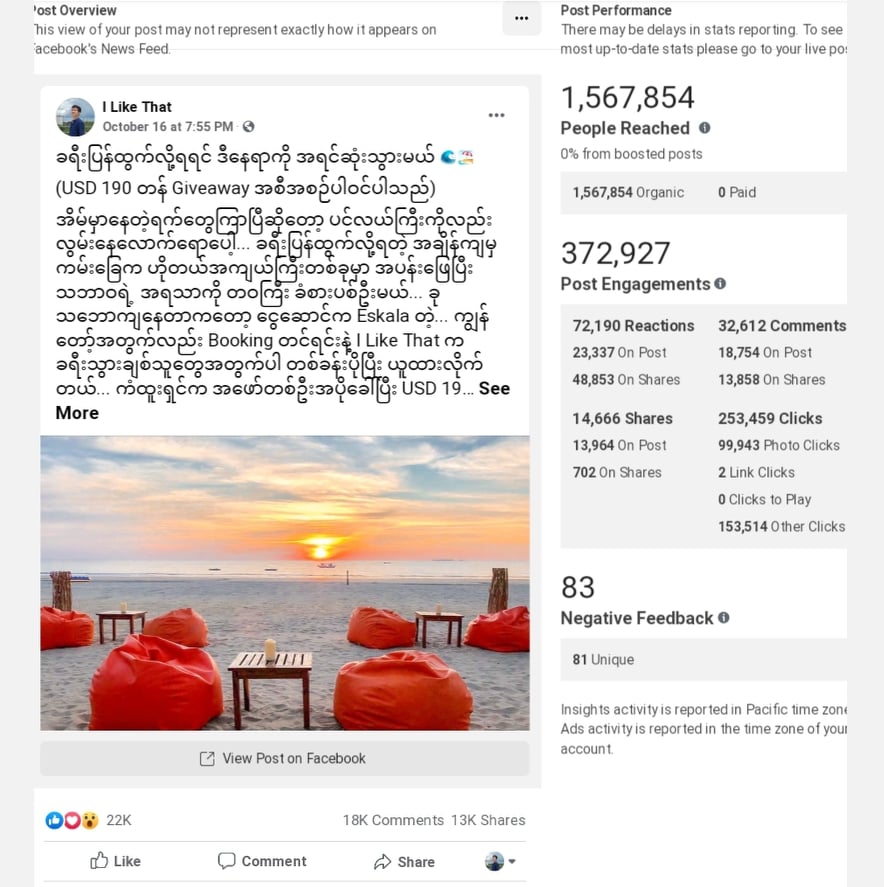 Post Overview
This view of your post may not represent exactly how it appears on
Facebook's News Feed.
I Like That
October 16 at 7:55 PM
ခရီးပြန်ထွက်လို့ရရင် ဒီနေရာကို အရင်ဆုံးသွားမယ် 🌊🏖️
(USD 190 တန် Giveaway အစီအစဉ်ပါဝင်ပါသည်)
အိမ်မှာနေတဲ့ရက်တွေကြာပြီဆိုတော့ ပင်လယ်ကြီးကိုလည်း
လွမ်းနေလောက်ရောပေါ့... ခရီးပြန်ထွက်လို့ရတဲ့ အချိန်ကျမှ
ကမ်းခြေက ဟိုတယ်အကျယ်ကြီးတစ်ခုမှာ အပန်းဖြေပြီး
သဘာဝရဲ့ အရသာကို တဝကြီး ခံစားပစ်ဦးမယ်... ခု
သဘောကျနေတာကတော့ ငွေဆောင်က Eskala တဲ့... ကျွန်
တော့်အတွက်လည်း Booking တင်ရင်းနဲ့ I Like That က
ခရီးသွားချစ်သူတွေအတွက်ပါ တစ်ခန်းပိုပြီး ယူထားလိုက်
တယ်... ကံထူးရှင်က အဖော်တစ်ဦးအပိုခေါ်ပြီး USD 19... See
More
View Post on Facebook
22K
18K Comments 13K Shares
Like
Comment
Share
Post Performance
There may be delays in stats reporting. To see
most up-to-date stats please go to your live
1,567,854
People Reached
0% from boosted posts
1,567,854 Organic 0 Paid
372,927
Post Engagements
72,190 Reactions 32,612 Comments
23,337 On Post 18,754 On Post
48,853 On Shares 13,858 On Shares
14,666 Shares 253,459 Clicks
13,964 On Post 99,943 Photo Clicks
702 On Shares 2 Link Clicks
0 Clicks to Play
153,514 Other Clicks
83
Negative Feedback
81 Unique
Insights activity is reported in Pacific time
Ads activity is reported in the time zone of
account.